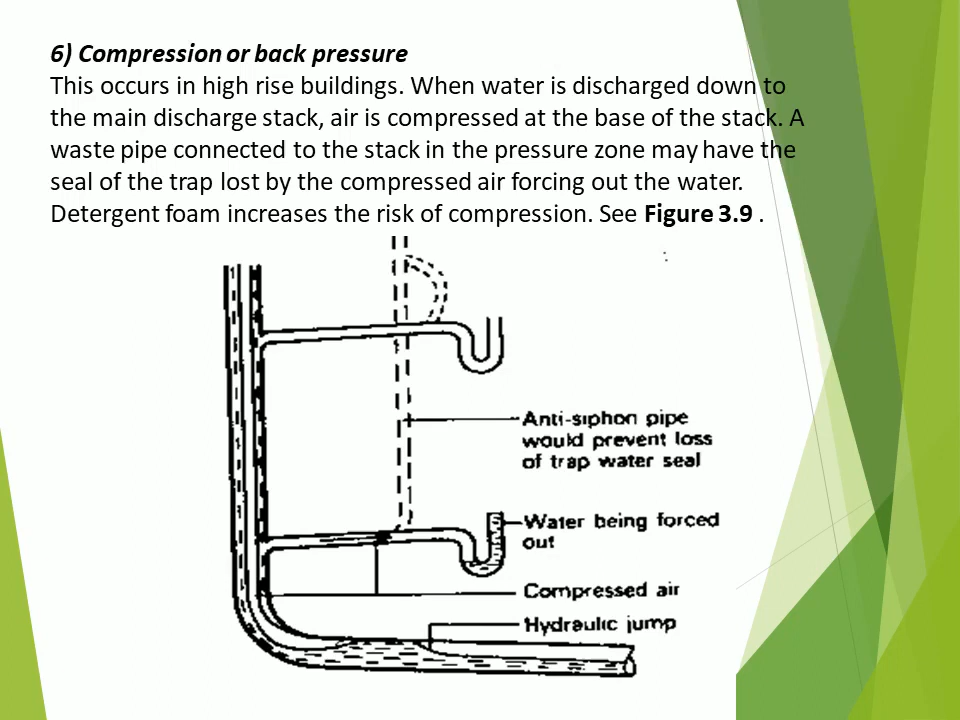 6) Compression or back pressure
This occurs in high rise buildings. When water is discharged down to
the main discharge stack, air is compressed at the base of the stack. A
waste pipe connected to the stack in the pressure zone may have the
seal of the trap lost by the compressed air forcing out the water.
Detergent foam increases the risk of compression. See Figure 3.9 .
Anti-siphon pipe
would prevent loss
of trap water seal
Water being forced
out
Compressed air
Hydraulic jump